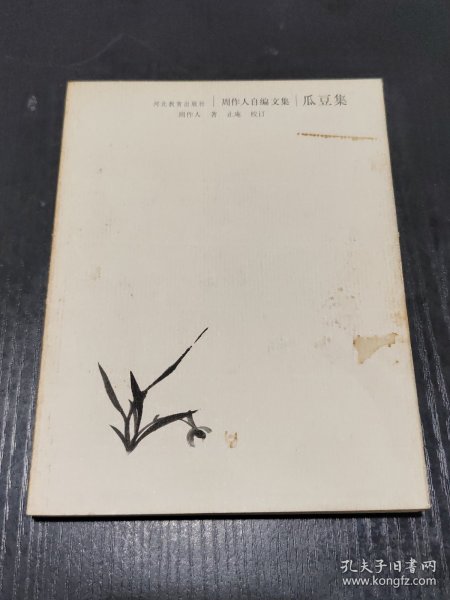 河北教育出版社 | 周作人自编文集 | 瓜豆集
周作人 著 止庵 校订
孔夫子旧书网
www.kongfz.com